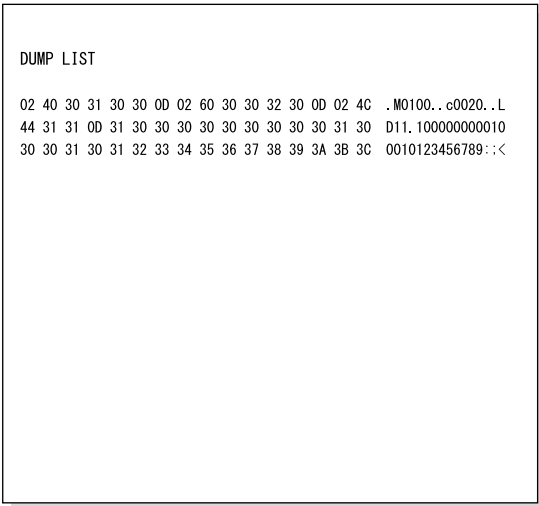 DUMP LIST
02 40 30 31 30 30 0D 02 60 30 30 32 30 0D 02 4C .M0100..c0020..L
44 31 31 0D 31 30 30 30 30 30 30 30 30 30 31 30 D11.100000000010
30 30 31 30 31 32 33 34 35 36 37 38 39 3A 3B 3C 0010123456789:;<